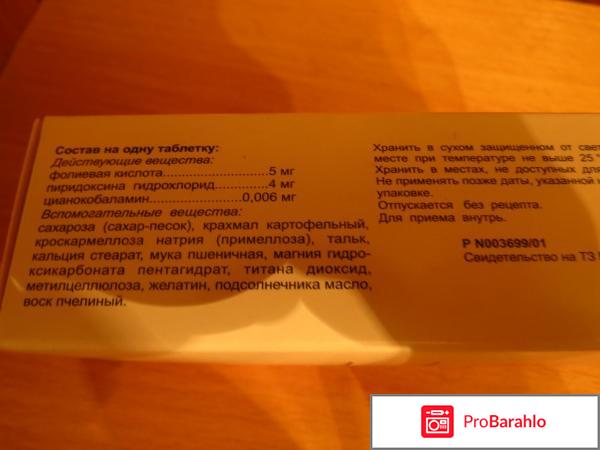 Состав на одну таблетку:
Действующие вещества:
фолиевая кислота............................5 мг
пиридоксина гидрохлорид..............4 мг
цианокобаламин........................0,006 мг
Вспомогательные вещества:
сахароза (сахар-песок), крахмал картофельный,
кроскармеллоза натрия (примеллоза), тальк,
кальция стеарат, мука пшеничная, магния гидро-
ксикарбоната пентагидрат, титана диоксид,
метилцеллюлоза, желатин, подсолнечника масло,
воск пчелиный.
Хранить в сухом защищенном от
месте при температуре не выше 25
Хранить в местах, не доступных
Не применять позже даты, указанной
упаковке.
Отпускается без рецепта.
Для приема внутрь.
Р N003699/01
Свидетельство на ТЗ
ProBarahlo